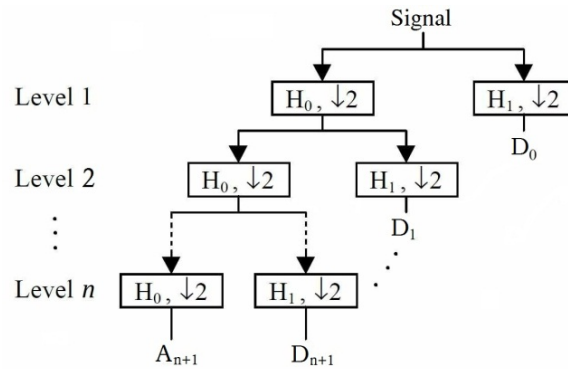 Signal
Level 1 H₀, ↓2 H₁, ↓2
D₀
Level 2 H₀, ↓2 H₁, ↓2
D₁
Level n H₀, ↓2 H₁, ↓2
Aₙ₊₁ Dₙ₊₁